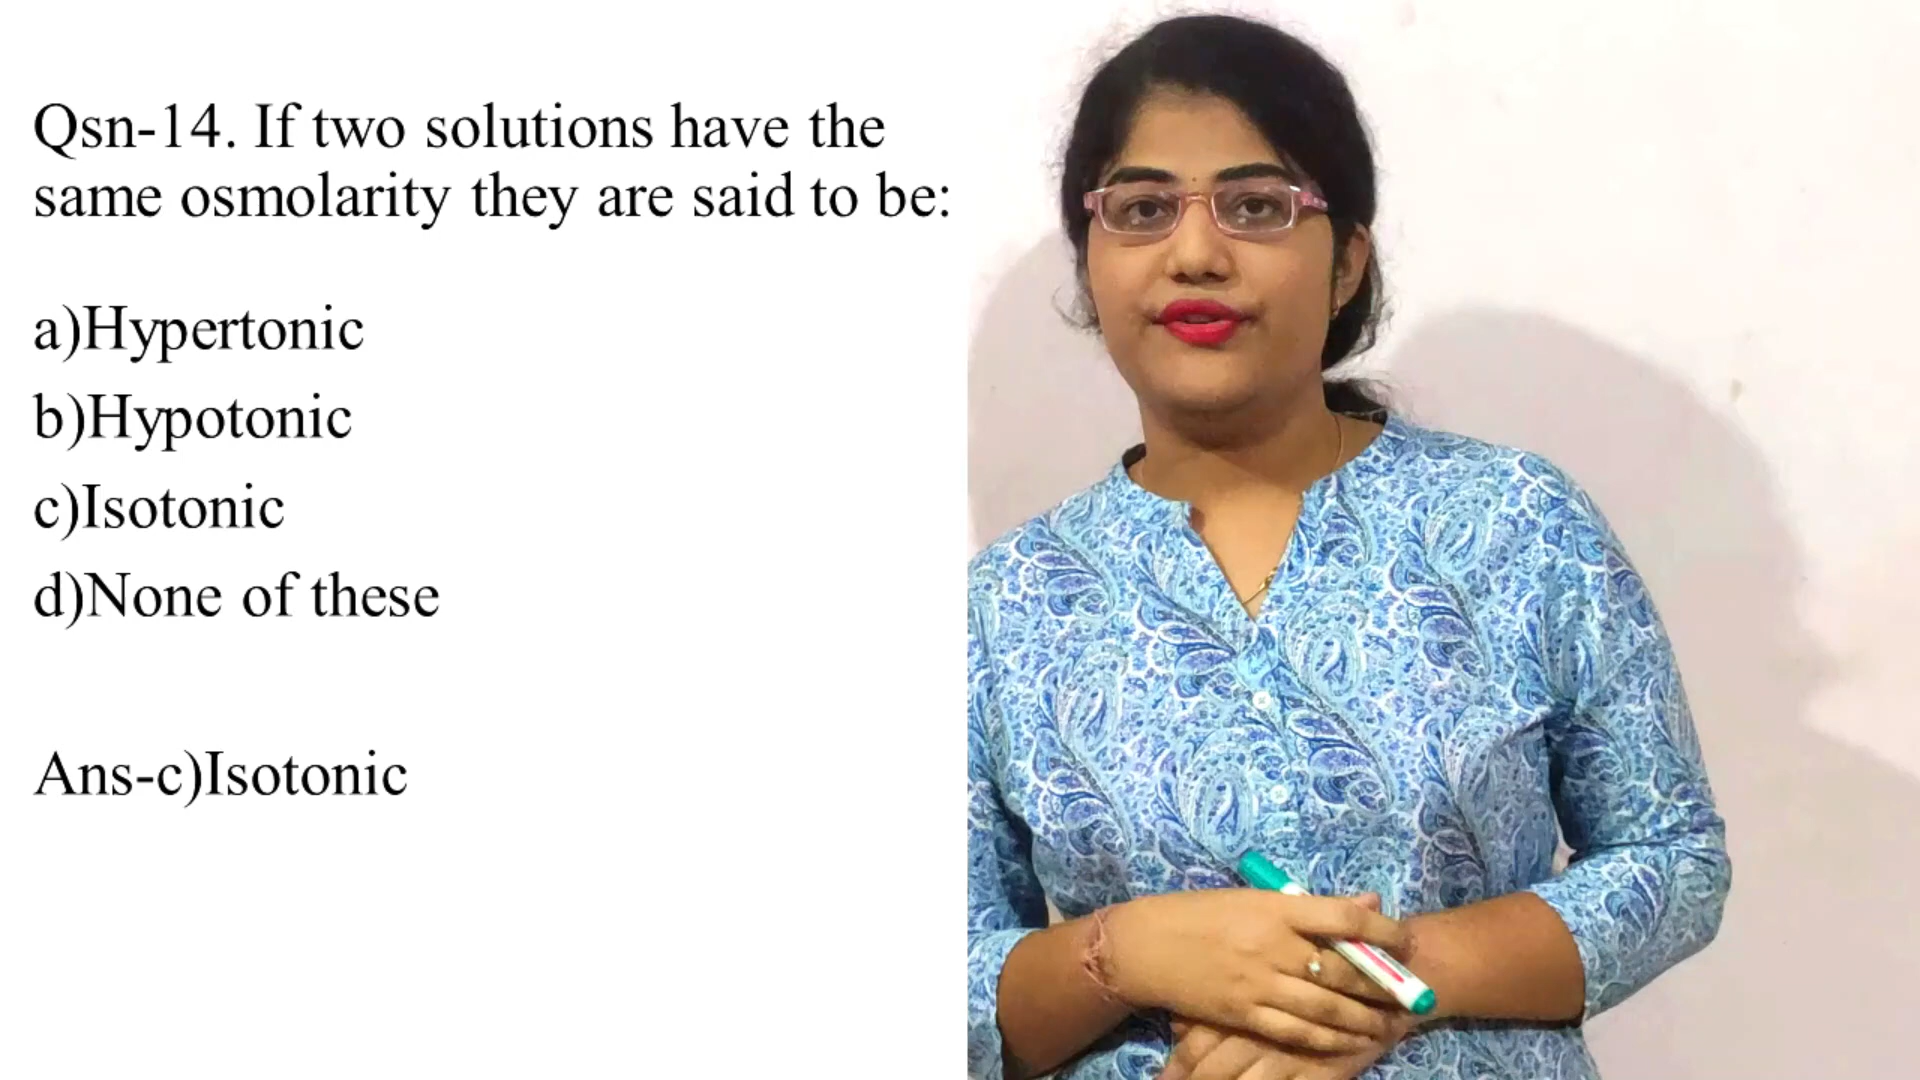 Qsn-14. If two solutions have the
same osmolarity they are said to be:
a)Hypertonic
b)Hypotonic
c)Isotonic
d)None of these
Ans-c)Isotonic